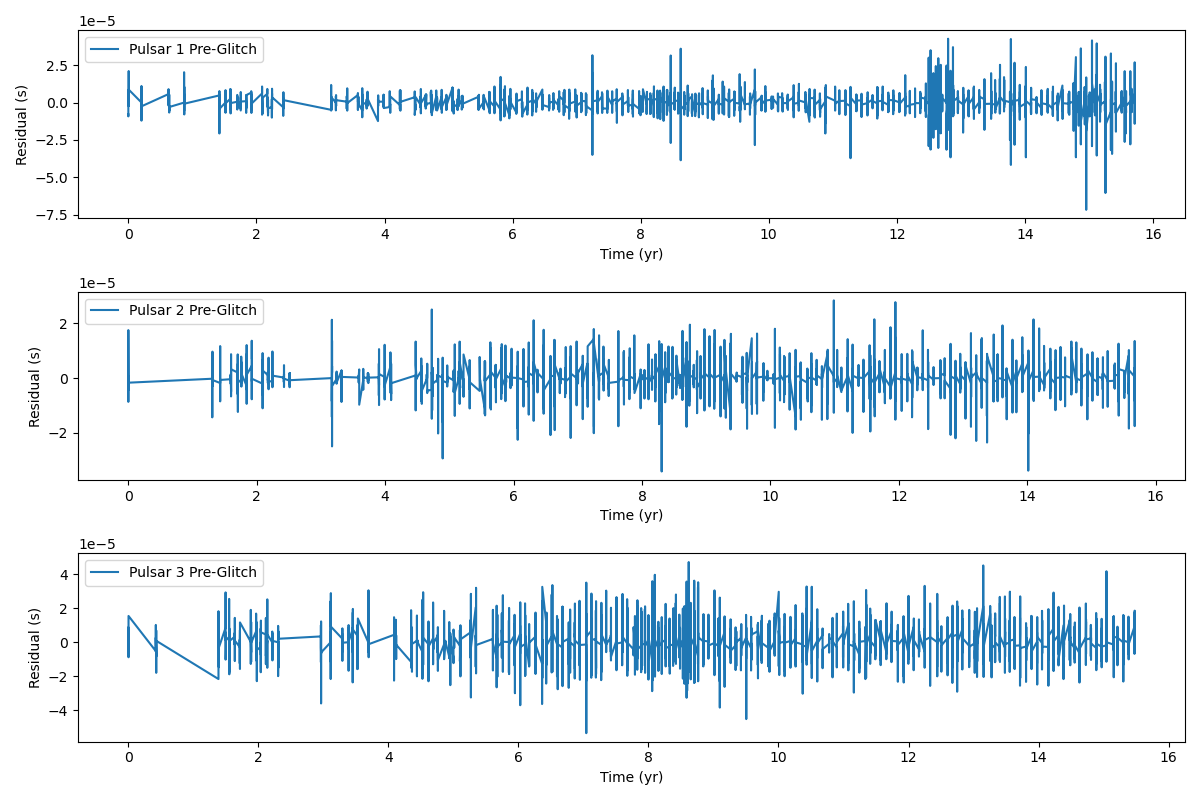 1e−5
Pulsar 1 Pre-Glitch
Residual (s)
2.5
0.0
−2.5
−5.0
−7.5
0 2 4 6 8 10 12 14 16
Time (yr)
1e−5
Pulsar 2 Pre-Glitch
Residual (s)
2
0
−2
0 2 4 6 8 10 12 14 16
Time (yr)
1e−5
Pulsar 3 Pre-Glitch
Residual (s)
4
2
0
−2
−4
0 2 4 6 8 10 12 14 16
Time (yr)